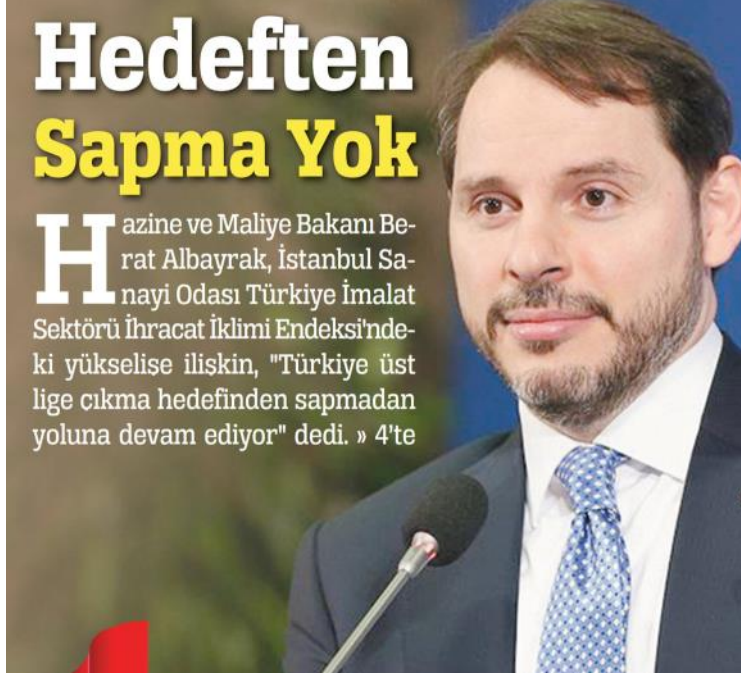 Hedeften
Sapma Yok
Hazine ve Maliye Bakanı Be-
rat Albayrak, İstanbul Sa-
nayi Odası Türkiye İmalat
Sektörü İhracat İklimi Endeksi'nde-
ki yükselişe ilişkin, "Türkiye üst
lige çıkma hedefinden sapmadan
yoluna devam ediyor" dedi. » 4'te